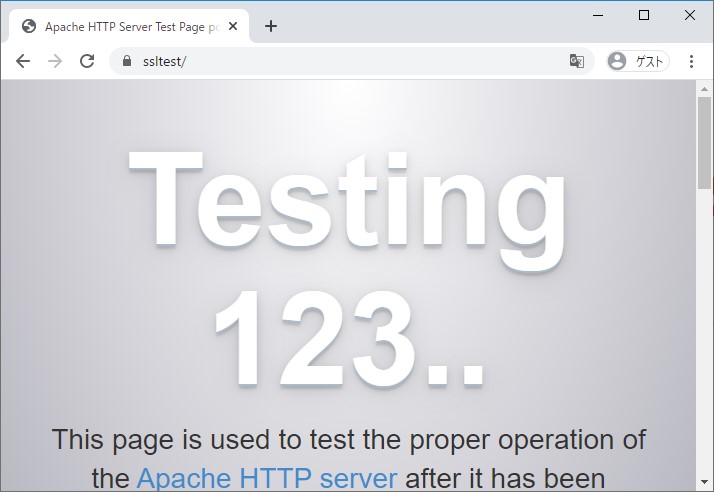 Apache HTTP Server Test Page
ssltest/
ゲスト
Testing
123..
This page is used to test the proper operation of
the Apache HTTP server after it has been